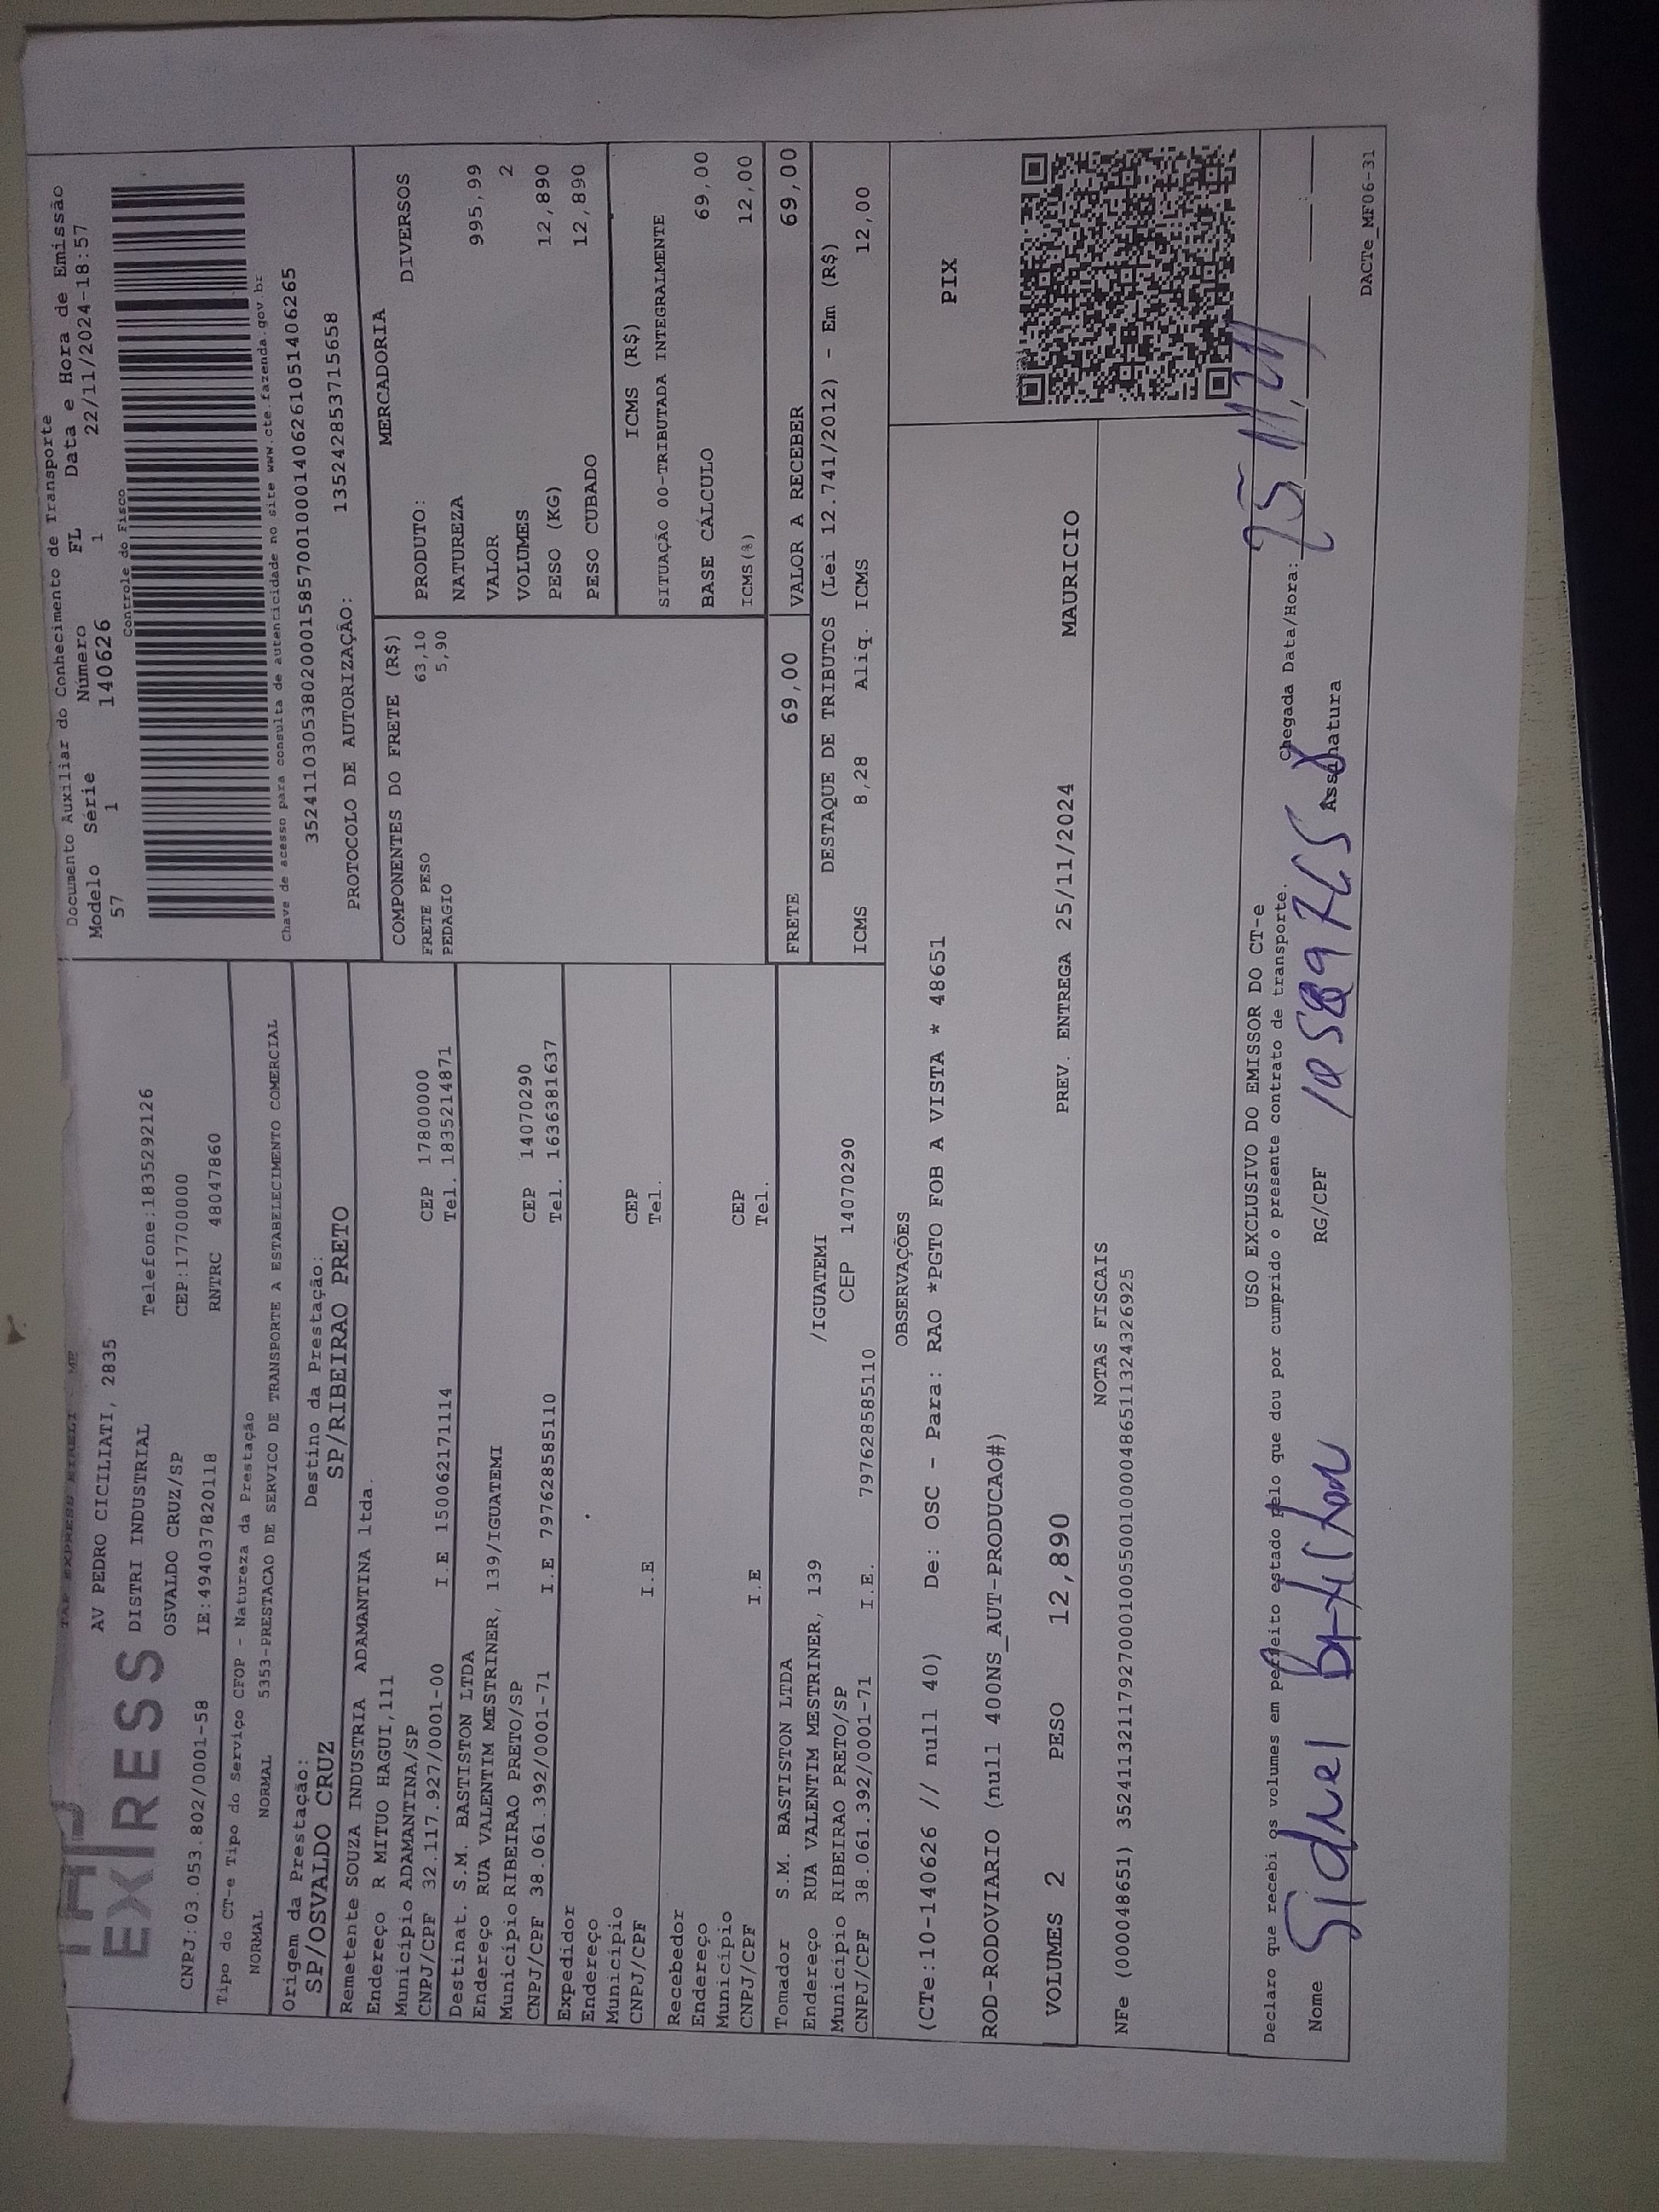 TAP EXPRESS EIRELI - ME
EXPRESS
AV PEDRO CICILIATI, 2835
DISTRI INDUSTRIAL
Telefone:1835292126
OSVALDO CRUZ/SP
CEP:17700000
CNPJ:03.053.802/0001-58
IE:494037820118
RNTRC 48047860
Documento Auxiliar do Conhecimento de Transporte
Modelo Série Número FL Data e Hora de Emissão
57 1 140626 1 22/11/2024-18:57
Controle do Fisco
Chave de acesso para consulta de autenticidade no site www.cte.fazenda.gov.br
35241103053802000158570010001406261051406265
PROTOCOLO DE AUTORIZAÇÃO: 135242853715658
Tipo do CT-e Tipo do Serviço CFOP - Natureza da Prestação
NORMAL NORMAL 5353-PRESTACAO DE SERVICO DE TRANSPORTE A ESTABELECIMENTO COMERCIAL
Origem da Prestação: Destino da Prestação:
SP/OSVALDO CRUZ SP/RIBEIRAO PRETO
Remetente SOUZA INDUSTRIA ADAMANTINA ltda.
Endereço R MITUO HAGUI,111
Município ADAMANTINA/SP CEP 17800000
CNPJ/CPF 32.117.927/0001-00 I.E 150062171114 Tel. 1835214871
Destinat. S.M. BASTISTON LTDA
Endereço RUA VALENTIM MESTRINER, 139/IGUATEMI
Município RIBEIRAO PRETO/SP CEP 14070290
CNPJ/CPF 38.061.392/0001-71 I.E 797628585110 Tel. 1636381637
Expedidor
Endereço
Município CEP
CNPJ/CPF I.E Tel.
Recebedor
Endereço
Município CEP
CNPJ/CPF I.E Tel.
Tomador S.M. BASTISTON LTDA
Endereço RUA VALENTIM MESTRINER, 139 /IGUATEMI
Município RIBEIRAO PRETO/SP CEP 14070290
CNPJ/CPF 38.061.392/0001-71 I.E. 797628585110
COMPONENTES DO FRETE (R$)
FRETE PESO 63,10
PEDAGIO 5,90
MERCADORIA
PRODUTO: DIVERSOS
NATUREZA
VALOR 995,99
VOLUMES 2
PESO (KG) 12,890
PESO CUBADO 12,890
ICMS (R$)
SITUAÇÃO 00-TRIBUTADA INTEGRALMENTE
BASE CÁLCULO 69,00
ICMS(%) 12,00
FRETE 69,00 VALOR A RECEBER 69,00
DESTAQUE DE TRIBUTOS (Lei 12.741/2012) - Em (R$)
ICMS 8,28 Aliq. ICMS 12,00
OBSERVAÇÕES
(CTe:10-140626 // null 40) De: OSC - Para: RAO *PGTO FOB A VISTA * 48651
ROD-RODOVIARIO (null 400NS_AUT-PRODUCAO#)
PIX
VOLUMES 2 PESO 12,890 PREV. ENTREGA 25/11/2024 MAURICIO
NOTAS FISCAIS
NFe (000048651) 35241132117927000100550010000486511324326925
USO EXCLUSIVO DO EMISSOR DO CT-e
Declaro que recebi os volumes em perfeito estado pelo que dou por cumprido o presente contrato de transporte. Chegada Data/Hora: 25/11/24 :
Nome Sidnei RG/CPF Assinatura
DACTe_MF06-31